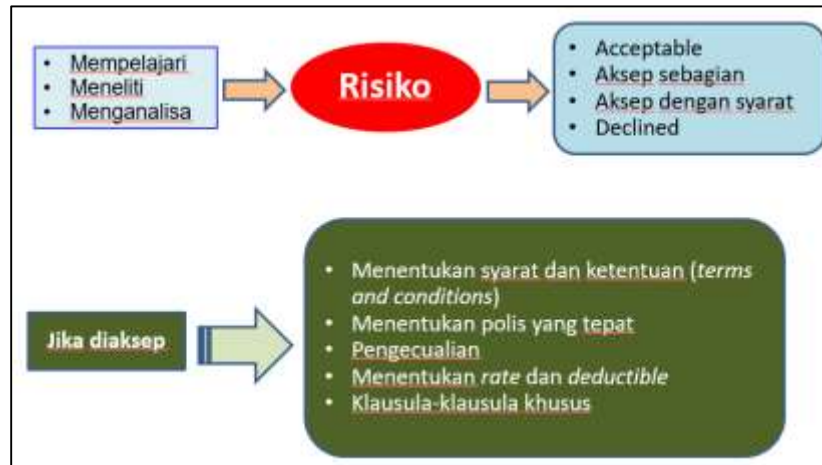 • Mempelajari
• Meneliti
• Menganalisa
Risiko
• Acceptable
• Aksep sebagian
• Aksep dengan syarat
• Declined
Jika diaksep
• Menentukan syarat dan ketentuan (terms
and conditions)
• Menentukan polis yang tepat
• Pengecualian
• Menentukan rate dan deductible
• Klausula-klausula khusus